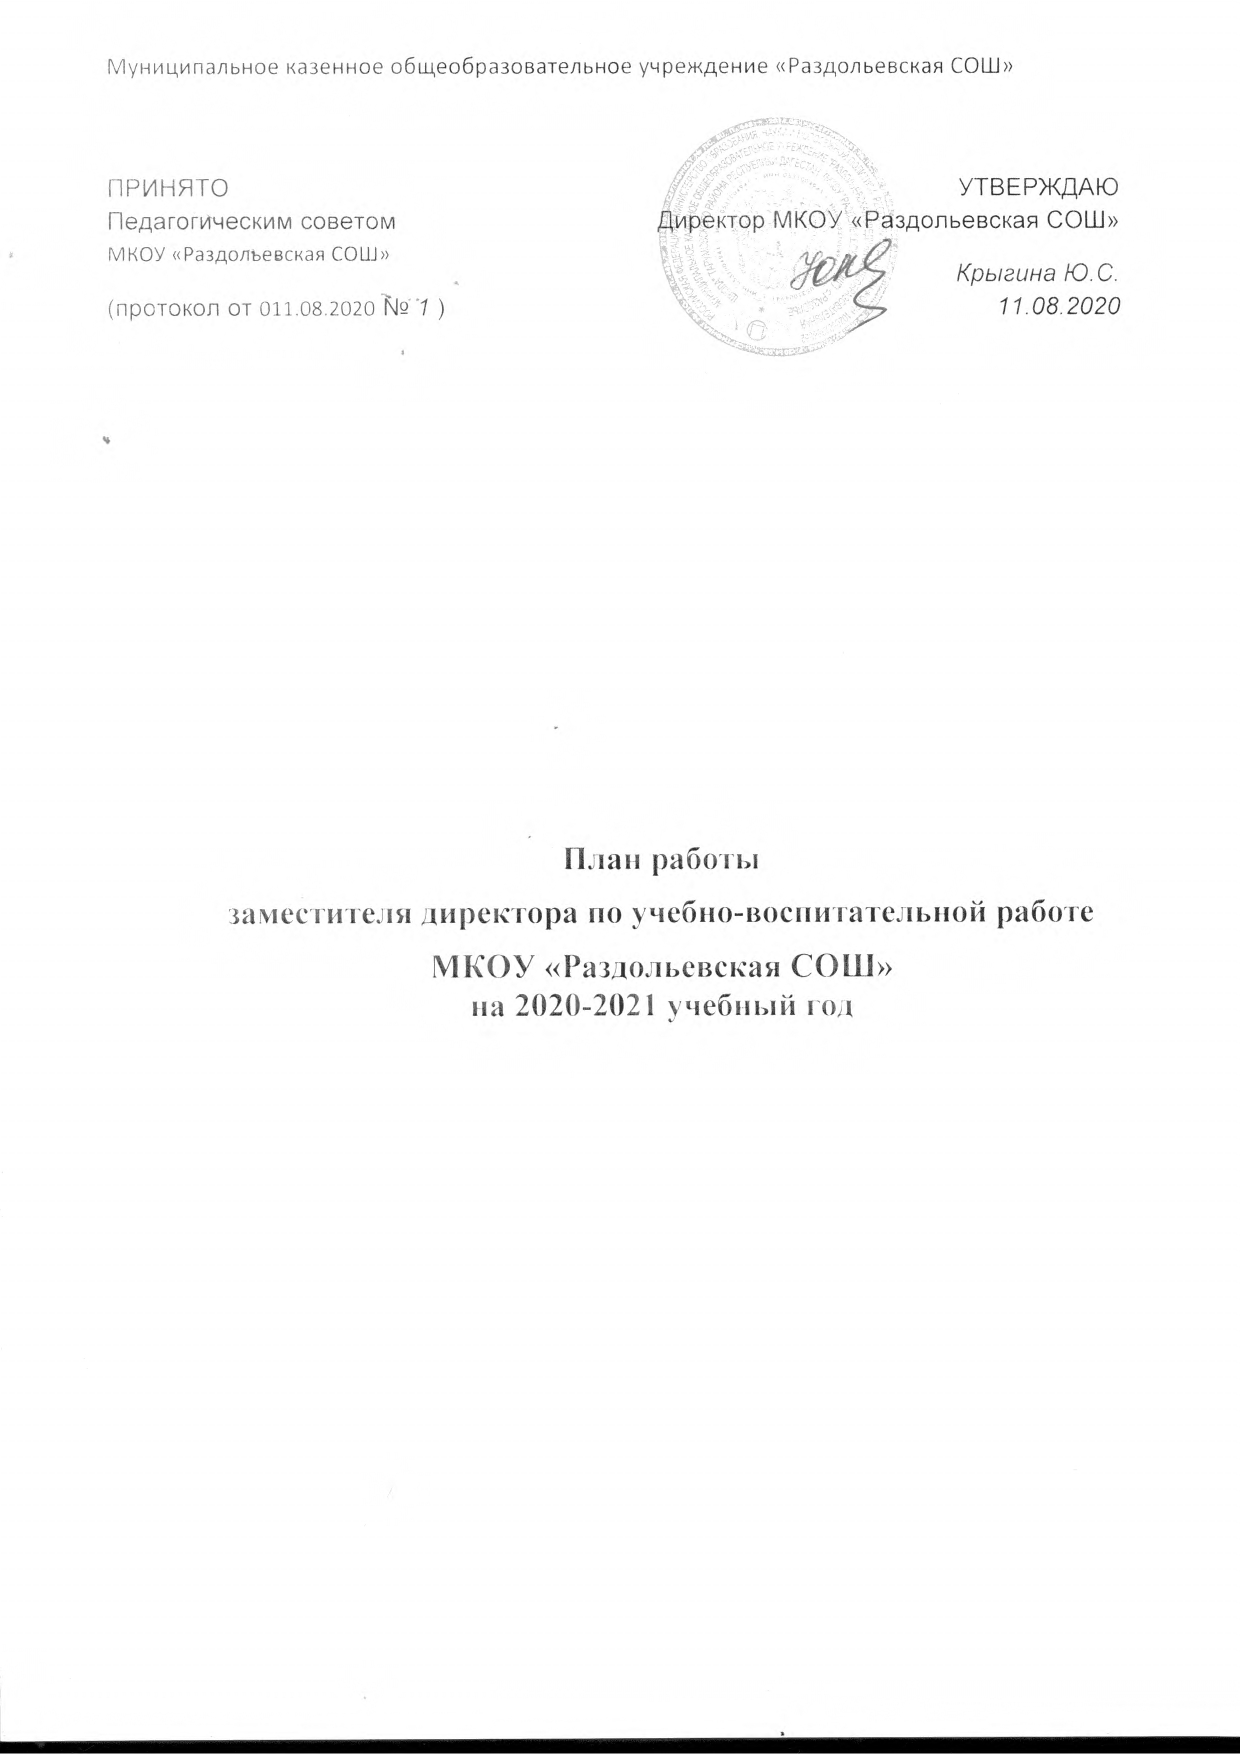 Муниципальное казенное общеобразовательное учреждение «Раздольевская СОШ»
ПРИНЯТО
Педагогическим советом
МКОУ «Раздольевская СОШ»
(протокол от 011.08.2020 № 1 )
УТВЕРЖДАЮ
Директор МКОУ «Раздольевская СОШ»
Крыгина Ю.С.
11.08.2020
План работы
заместителя директора по учебно-воспитательной работе
МКОУ «Раздольевская СОШ»
на 2020-2021 учебный год